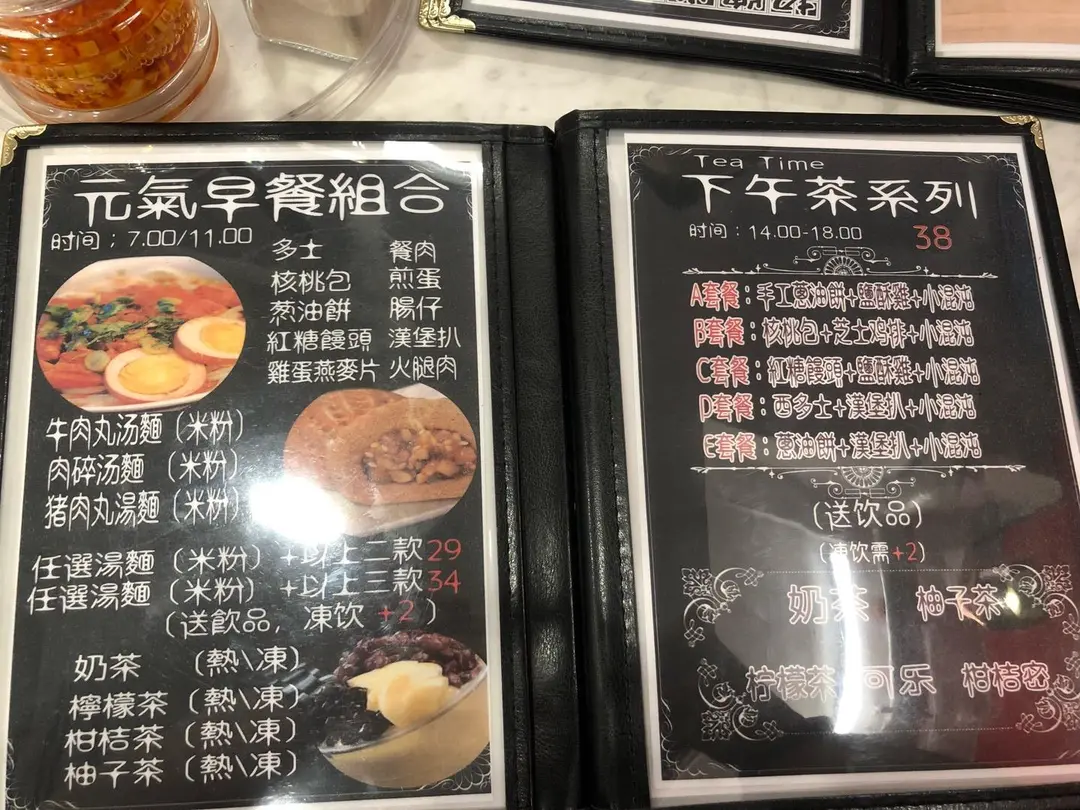 元氣早餐組合
时间；7.00/11.00
多士 餐肉
核桃包 煎蛋
葱油餅 腸仔
紅糖饅頭 漢堡扒
雞蛋燕麥片 火腿肉
牛肉丸汤麵（米粉）
肉碎汤麵（米粉）
猪肉丸湯麵（米粉）
任選湯麵（米粉）+以上二款29
任選湯麵（米粉）+以上三款34
（送飲品，凍饮 +2）
奶茶 （熱\凍）
檸檬茶（熱\凍）
柑桔茶（熱\凍）
柚子茶（熱\凍）
Tea Time
下午茶系列
时间：14.00-18.00 38
A套餐：手工蔥油餅+鹽酥雞+小混沌
B套餐：核桃包+芝士鸡排+小混沌
C套餐：紅糖饅頭+鹽酥雞+小混沌
D套餐：西多士+漢堡扒+小混沌
E套餐：蔥油餅+漢堡扒+小混沌
（送饮品）
（凍饮需+2）
奶茶 柚子茶
柠檬茶 可乐 柑桔密